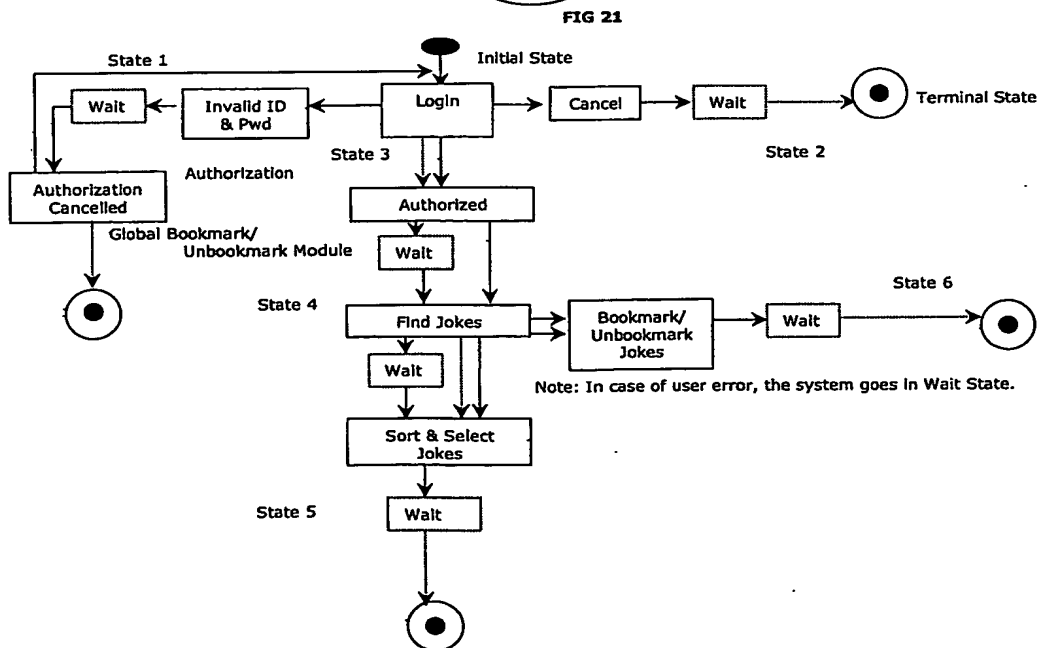 FIG 21
Initial State
State 1
Login
Wait
Invalid ID
& Pwd
Cancel
Wait
Terminal State
State 3
State 2
Authorization
Cancelled
Authorization
Authorized
Global Bookmark/
Unbookmark Module
Wait
State 4
State 6
Find Jokes
Bookmark/
Unbookmark
Jokes
Wait
Wait
Note: In case of user error, the system goes in Wait State.
Sort & Select
Jokes
State 5
Wait